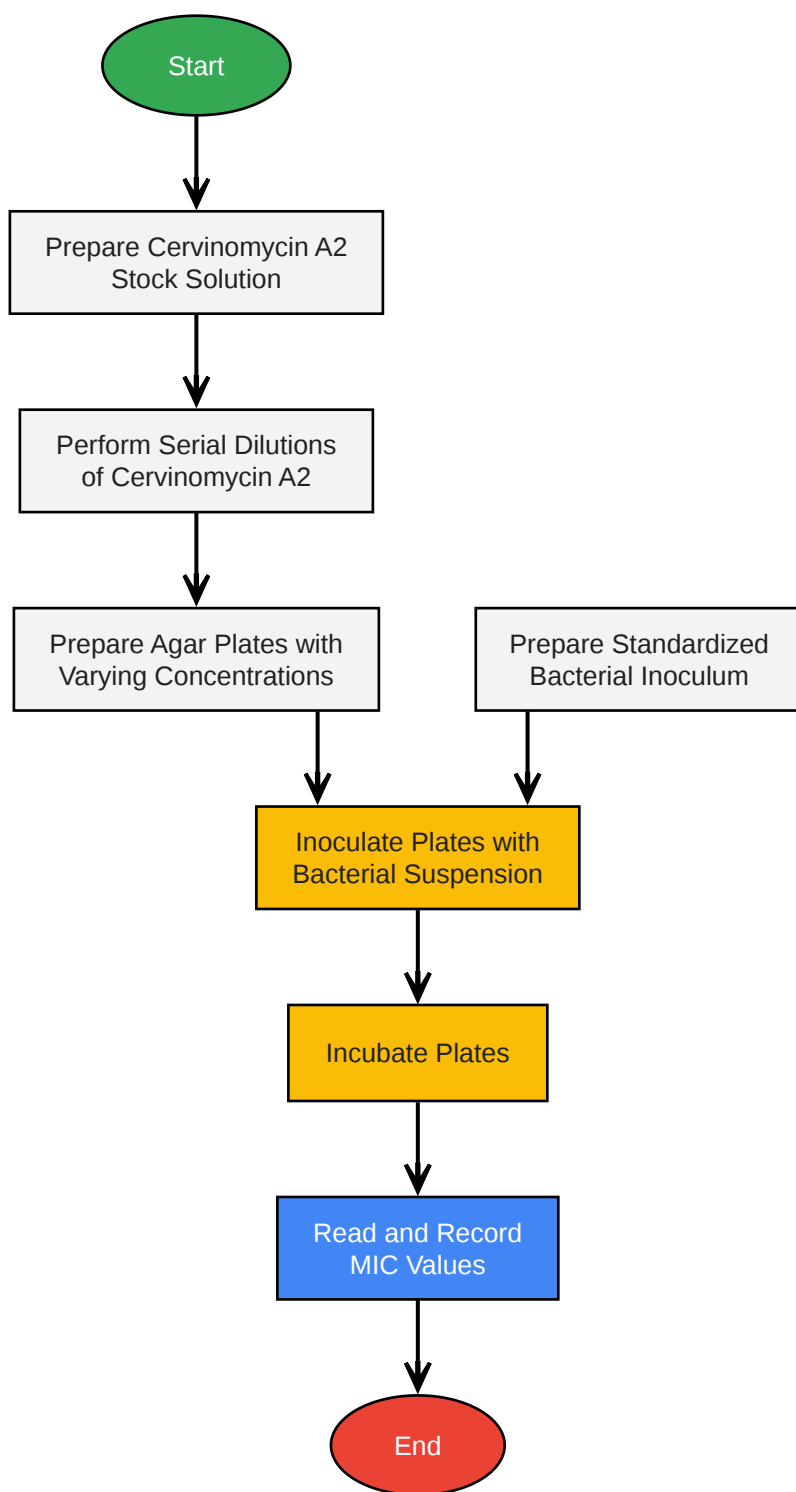 Start
Prepare Cervinomycin A2
Stock Solution
Perform Serial Dilutions
of Cervinomycin A2
Prepare Agar Plates with
Varying Concentrations
Prepare Standardized
Bacterial Inoculum
Inoculate Plates with
Bacterial Suspension
Incubate Plates
Read and Record
MIC Values
End